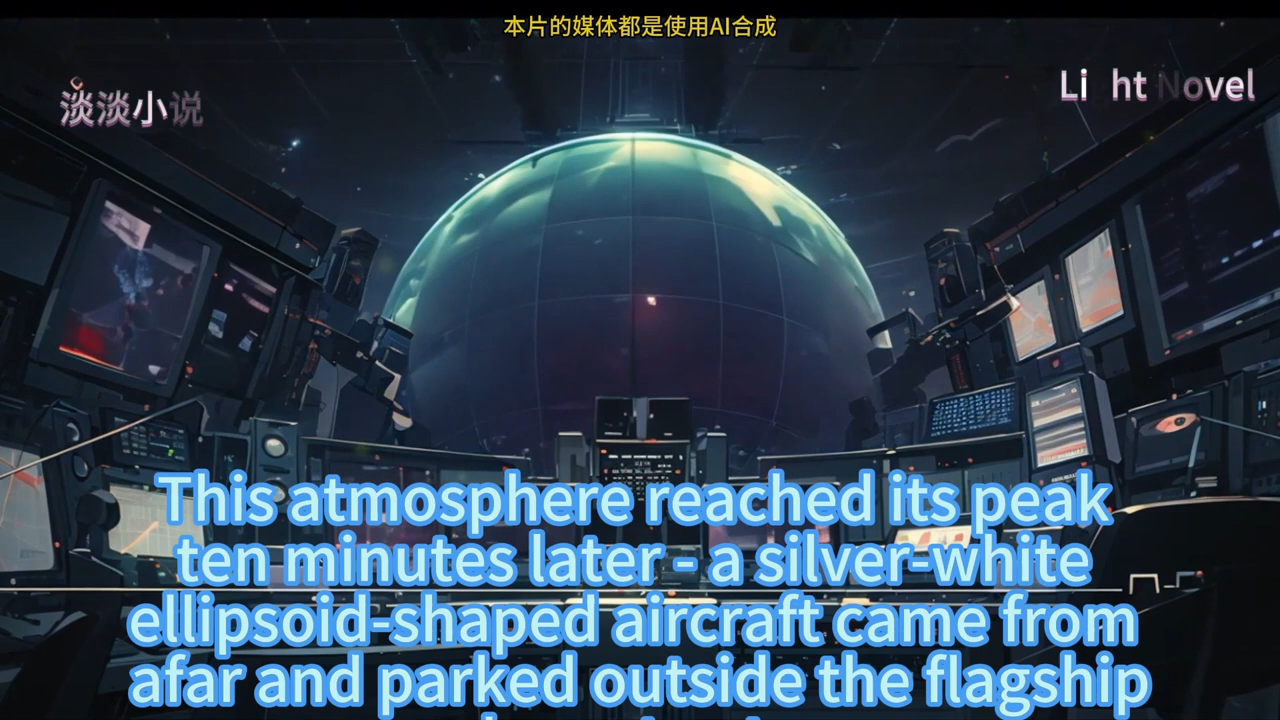 本片的媒体都是使用AI合成
淡淡小说
Li ht Novel
This atmosphere reached its peak
ten minutes later - a silver-white
ellipsoid-shaped aircraft came from
afar and parked outside the flagship